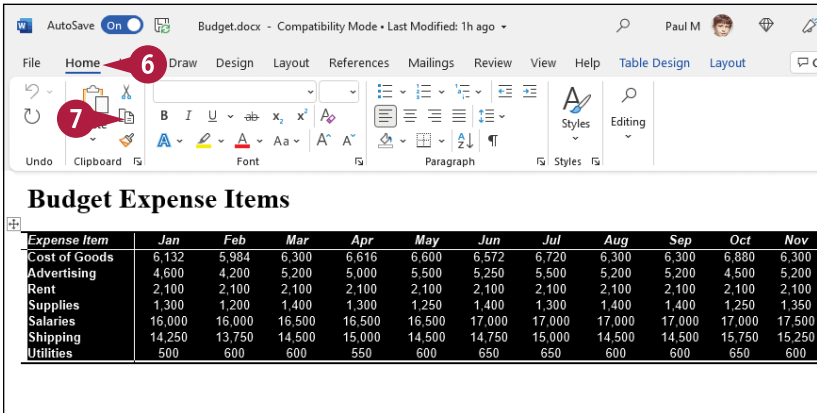 AutoSave On Budget.docx - Compatibility Mode • Last Modified: 1h ago Paul M
File Home Draw Design Layout References Mailings Review View Help Table Design Layout
6
7
B I U ab x₂ x² A
A A Aa A A
Styles Editing
Undo Clipboard Font Paragraph Styles
Budget Expense Items
Expense Item Jan Feb Mar Apr May Jun Jul Aug Sep Oct Nov
Cost of Goods 6,132 5,984 6,300 6,616 6,600 6,572 6,720 6,300 6,300 6,880 6,300
Advertising 4,600 4,200 5,200 5,000 5,500 5,250 5,500 5,200 5,200 4,500 5,200
Rent 2,100 2,100 2,100 2,100 2,100 2,100 2,100 2,100 2,100 2,100 2,100
Supplies 1,300 1,200 1,400 1,300 1,250 1,400 1,300 1,400 1,400 1,250 1,350
Salaries 16,000 16,000 16,500 16,500 16,500 17,000 17,000 17,000 17,000 17,000 17,500
Shipping 14,250 13,750 14,500 15,000 14,500 14,750 15,000 14,500 14,500 15,750 15,250
Utilities 500 600 600 550 600 650 650 600 600 650 600